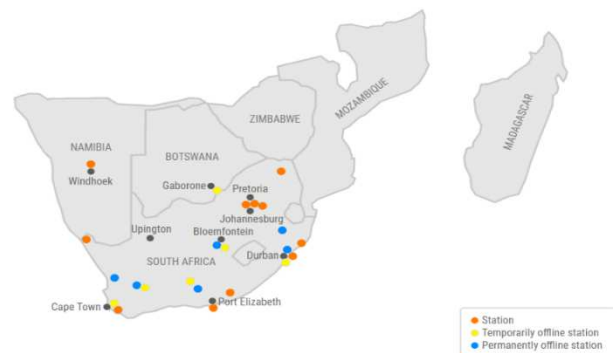 MOZAMBIQUE
MADAGASCAR
ZIMBABWE
NAMIBIA
BOTSWANA
Windhoek
Gaborone
Pretoria
Johannesburg
Upington
Bloemfontein
SOUTH AFRICA
Durban
Cape Town
Port Elizabeth
Station
Temporarily offline station
Permanently offline station